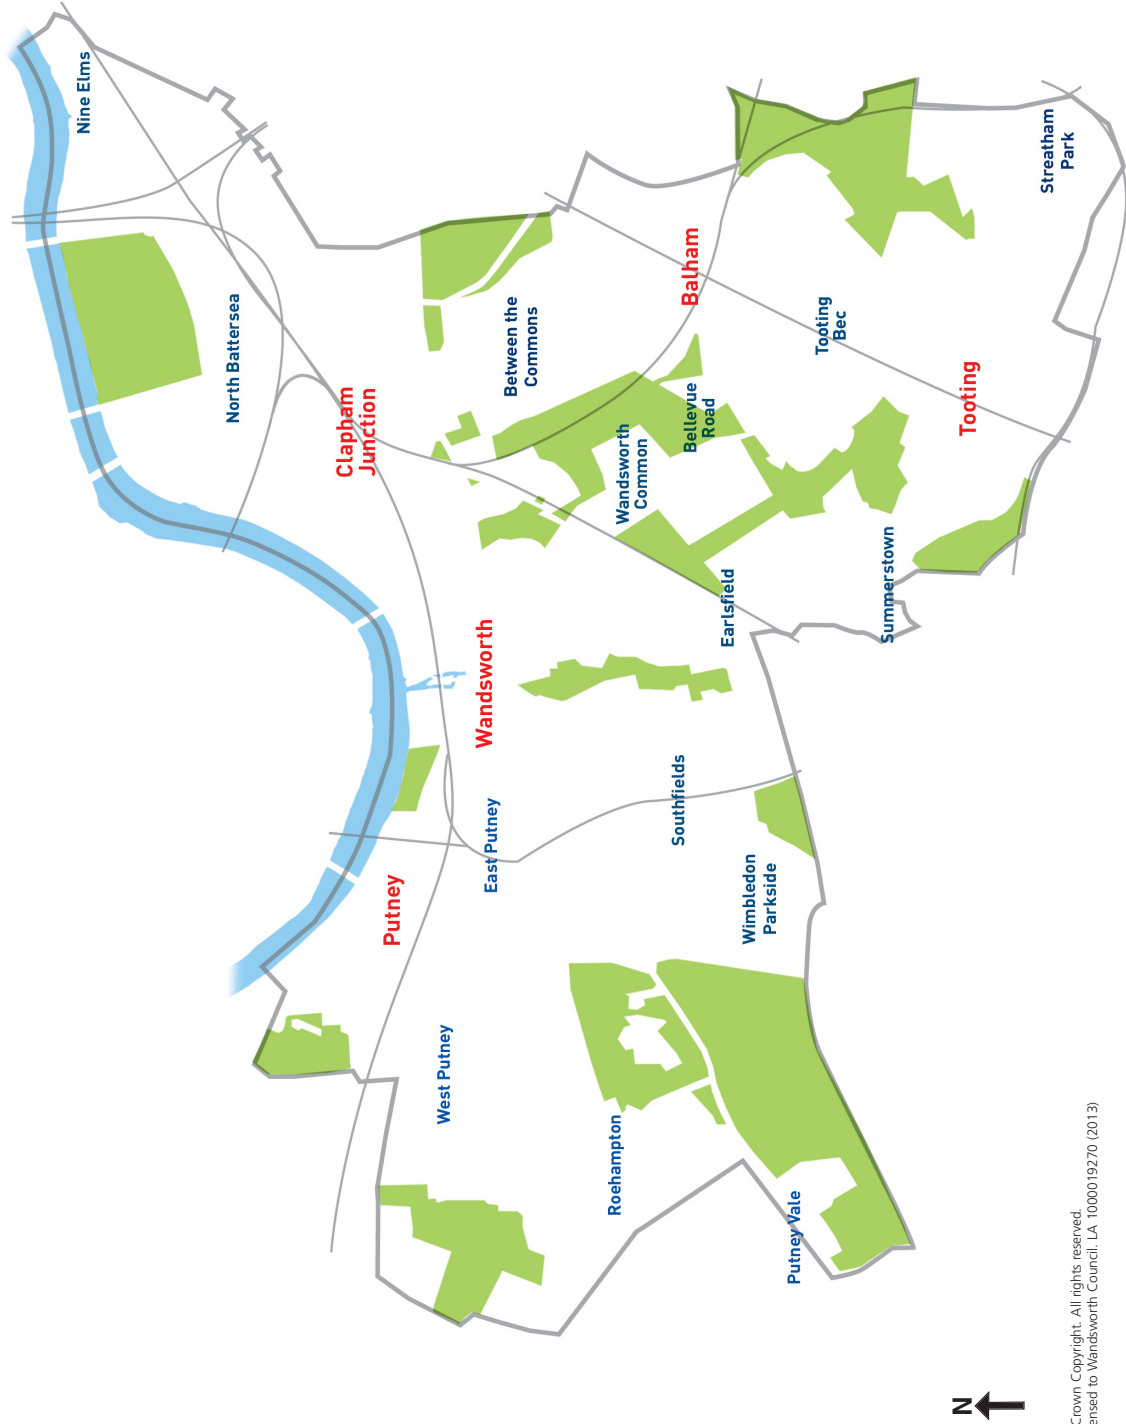 Nine Elms
North Battersea
Clapham
Junction
Between the
Commons
Balham
Streatham
Park
Tooting
Bec
Tooting
Bellevue
Road
Wandsworth
Common
Earlsfield
Summerstown
Wandsworth
Southfields
East Putney
Putney
Wimbledon
Parkside
West Putney
Roehampton
Putney Vale
N
Crown Copyright. All rights reserved.
ensed to Wandsworth Council. LA 1000019270 (2013)